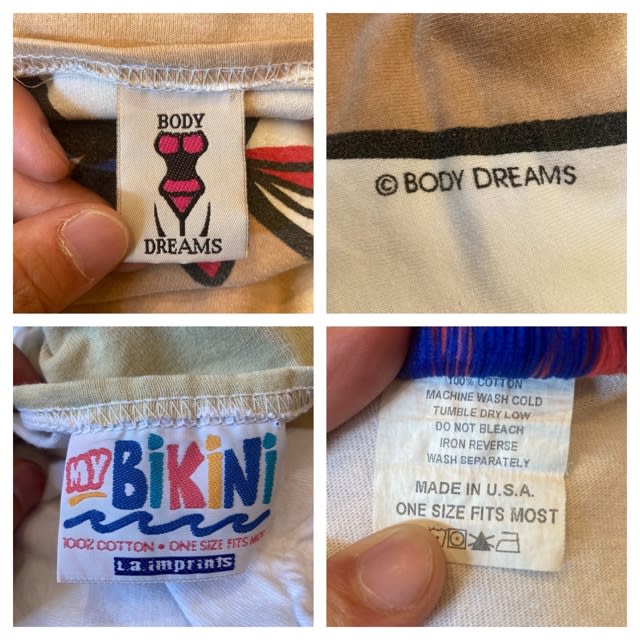 BODY
DREAMS
© BODY DREAMS
MY
BiKiNi
100% COTTON • ONE SIZE FITS MOST
L.A. imprints
100% COTTON
MACHINE WASH COLD
TUMBLE DRY LOW
DO NOT BLEACH
IRON REVERSE
WASH SEPARATELY
MADE IN U.S.A.
ONE SIZE FITS MOST